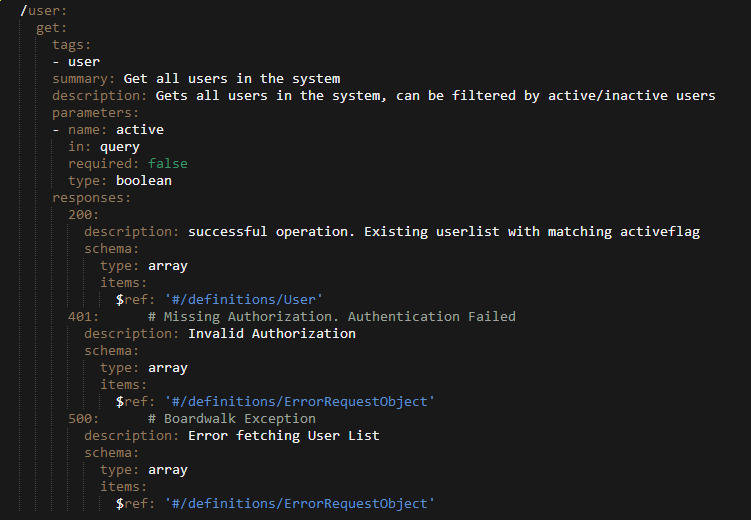 /user:
get:
tags:
- user
summary: Get all users in the system
description: Gets all users in the system, can be filtered by active/inactive users
parameters:
- name: active
in: query
required: false
type: boolean
responses:
200:
description: successful operation. Existing userlist with matching activeflag
schema:
type: array
items:
$ref: '#/definitions/User'
401: # Missing Authorization. Authentication Failed
description: Invalid Authorization
schema:
type: array
items:
$ref: '#/definitions/ErrorRequestObject'
500: # Boardwalk Exception
description: Error fetching User List
schema:
type: array
items:
$ref: '#/definitions/ErrorRequestObject'